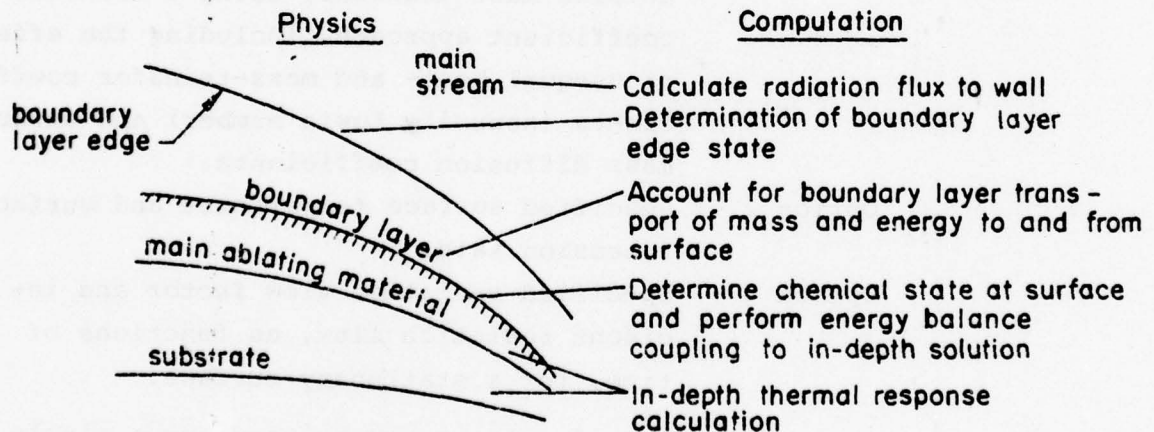 Physics
Computation
main
stream
boundary
layer edge
boundary layer
main ablating material
substrate
Calculate radiation flux to wall
Determination of boundary layer
edge state
Account for boundary layer trans-
port of mass and energy to and from
surface
Determine chemical state at surface
and perform energy balance
coupling to in-depth solution
In-depth thermal response
calculation